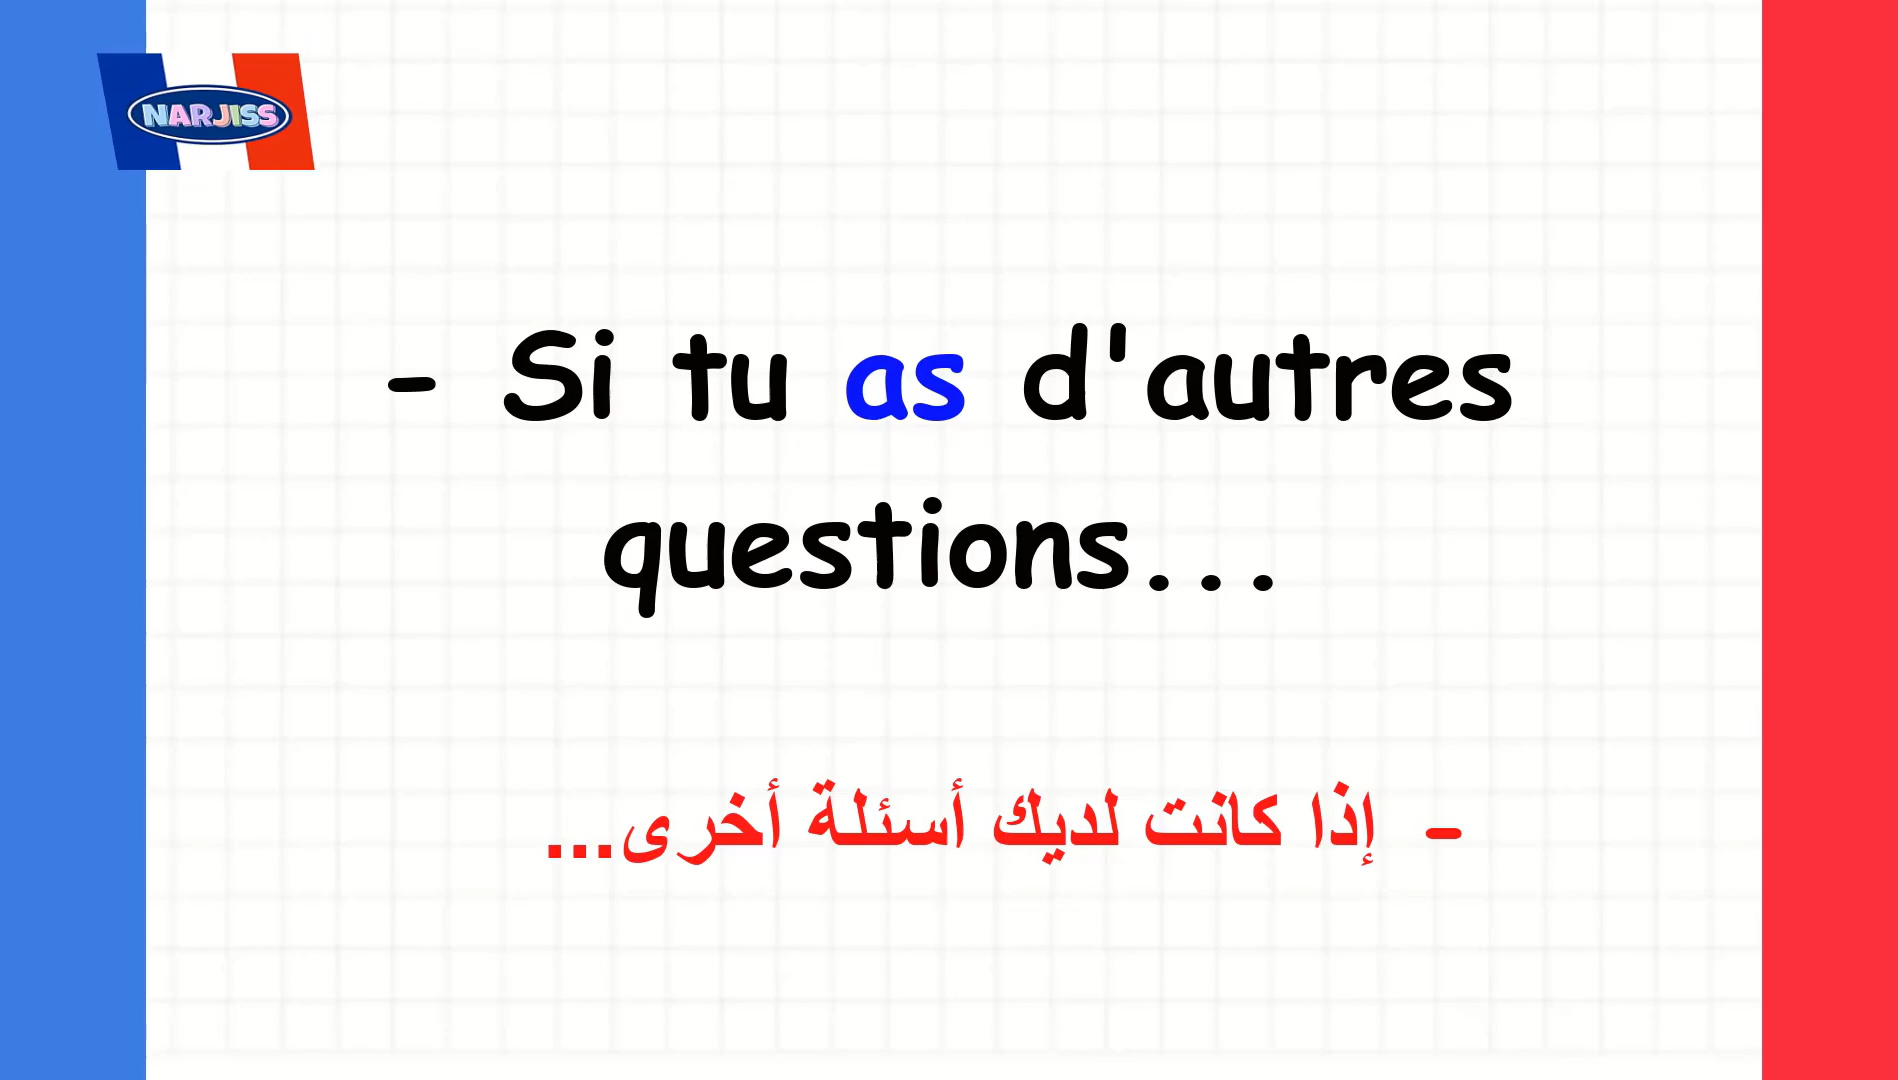 NARJISS
- Si tu as d'autres
questions...
- إذا كانت لديك أسئلة أخرى...